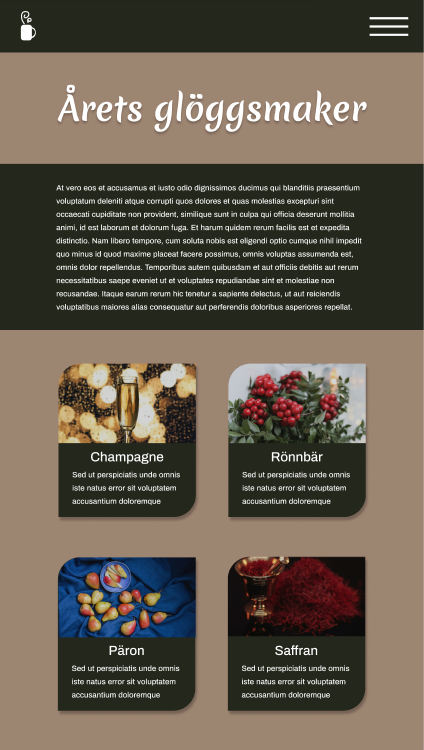 Årets glöggsmaker
At vero eos et accusamus et iusto odio dignissimos ducimus qui blanditiis praesentium
voluptatum deleniti atque corrupti quos dolores et quas molestias excepturi sint
occaecati cupiditate non provident, similique sunt in culpa qui officia deserunt mollitia
animi, id est laborum et dolorum fuga. Et harum quidem rerum facilis est et expedita
distinctio. Nam libero tempore, cum soluta nobis est eligendi optio cumque nihil impedit
quo minus id quod maxime placeat facere possimus, omnis voluptas assumenda est,
omnis dolor repellendus. Temporibus autem quibusdam et aut officiis debitis aut rerum
necessitatibus saepe eveniet ut et voluptates repudiandae sint et molestiae non
recusandae. Itaque earum rerum hic tenetur a sapiente delectus, ut aut reiciendis
voluptatibus maiores alias consequatur aut perferendis doloribus asperiores repellat.
Champagne
Sed ut perspiciatis unde omnis
iste natus error sit voluptatem
accusantium doloremque
Rönnbär
Sed ut perspiciatis unde omnis
iste natus error sit voluptatem
accusantium doloremque
Päron
Sed ut perspiciatis unde omnis
iste natus error sit voluptatem
accusantium doloremque
Saffran
Sed ut perspiciatis unde omnis
iste natus error sit voluptatem
accusantium doloremque